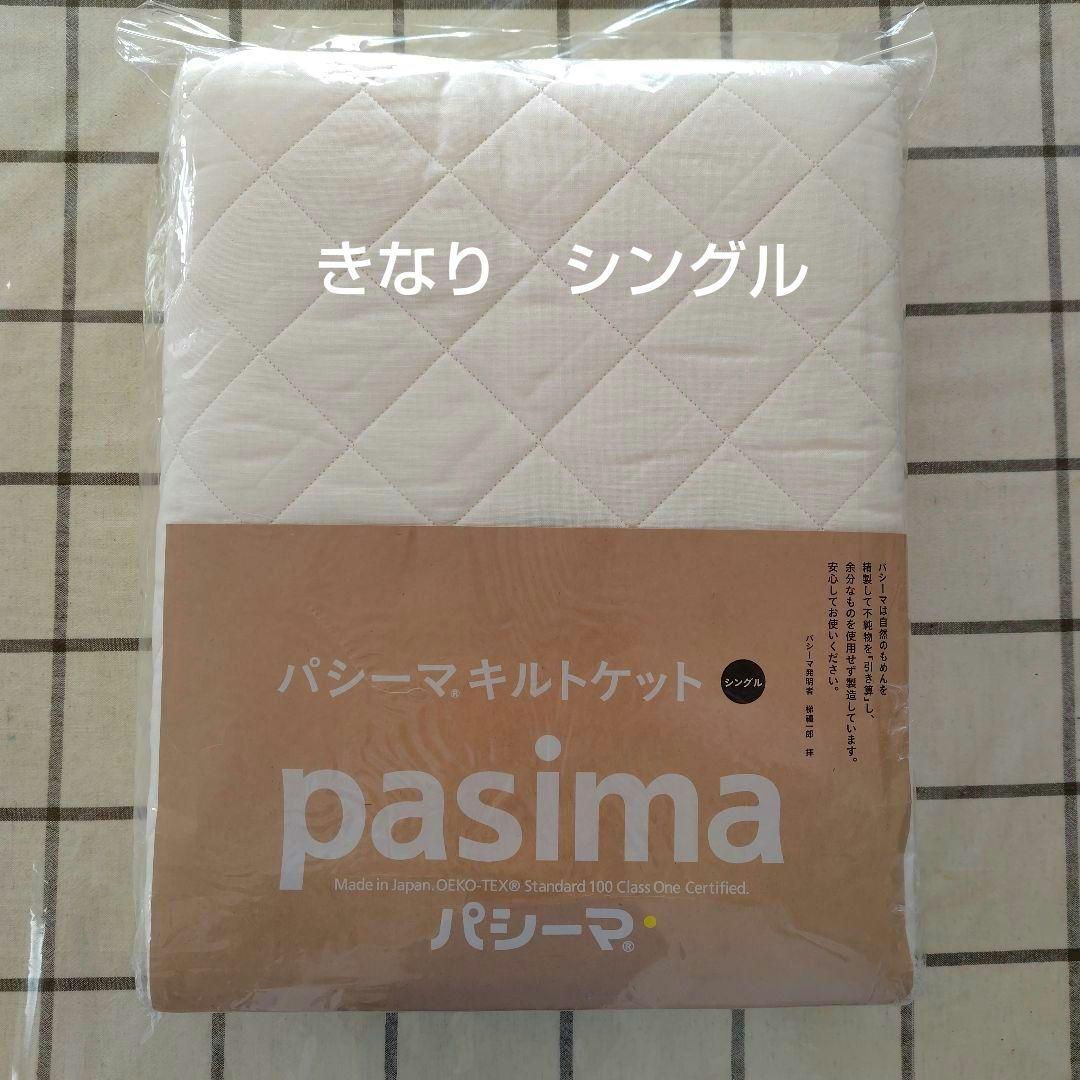 きなり　シングル
パシーマは自然のもめんを
精製して不純物を「引き算」し、
余分なものを使用せず製造しています。
安心してお使いください。
パシーマ発明者　梯禮一郎　拝
パシーマ®キルトケット シングル
pasima
Made in Japan. OEKO-TEX® Standard 100 Class One Certified.
パシーマ®